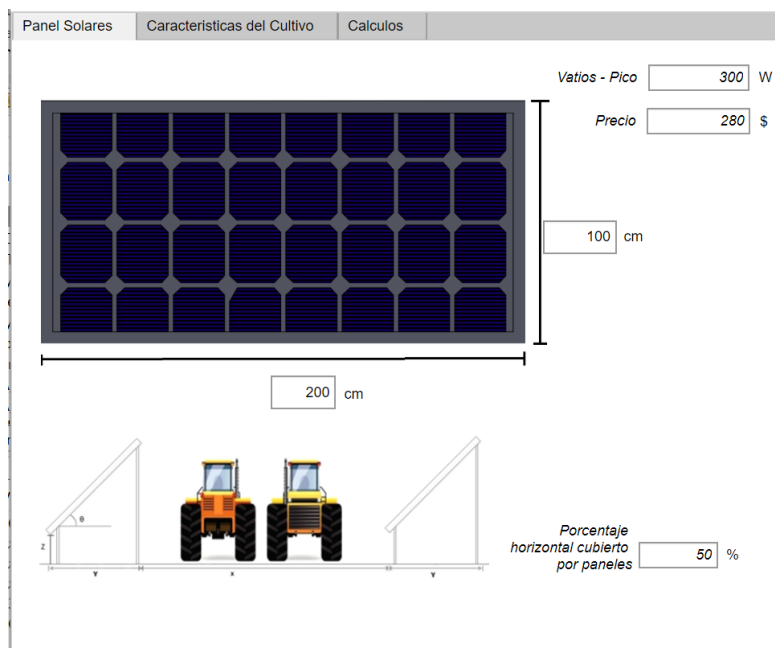 Panel Solares
Caracteristicas del Cultivo
Calculos
Vatios - Pico 300 W
Precio 280 $
100 cm
200 cm
θ
Z
Y
x
Y
Porcentaje
horizontal cubierto
por paneles 50 %